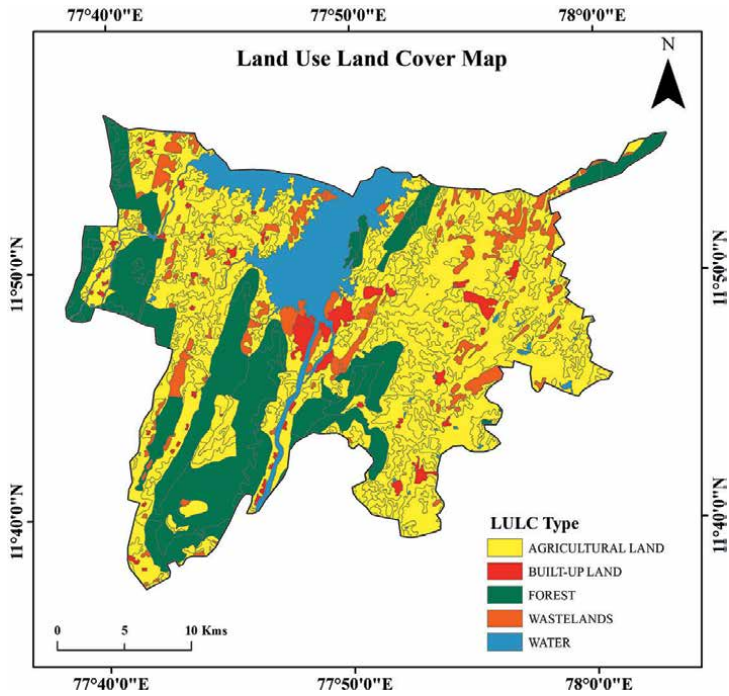 77°40'0"E 77°50'0"E 78°0'0"E
Land Use Land Cover Map
N
11°50'0"N
11°50'0"N
11°40'0"N
11°40'0"N
LULC Type
AGRICULTURAL LAND
BUILT-UP LAND
FOREST
WASTELANDS
WATER
0 5 10 Kms
77°40'0"E 77°50'0"E 78°0'0"E